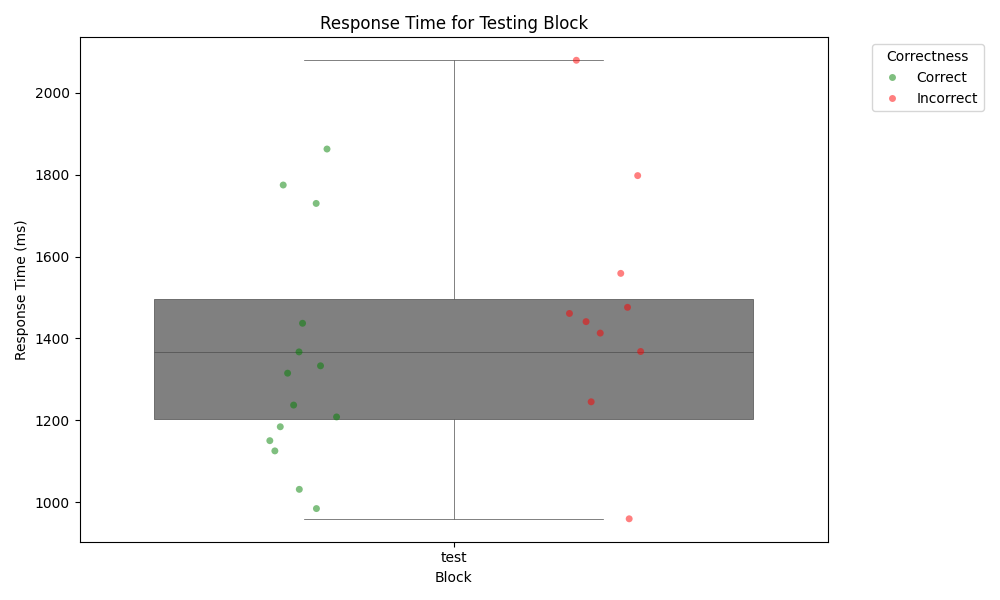 Response Time for Testing Block
Correctness
Correct
Incorrect
Response Time (ms)
2000
1800
1600
1400
1200
1000
test
Block